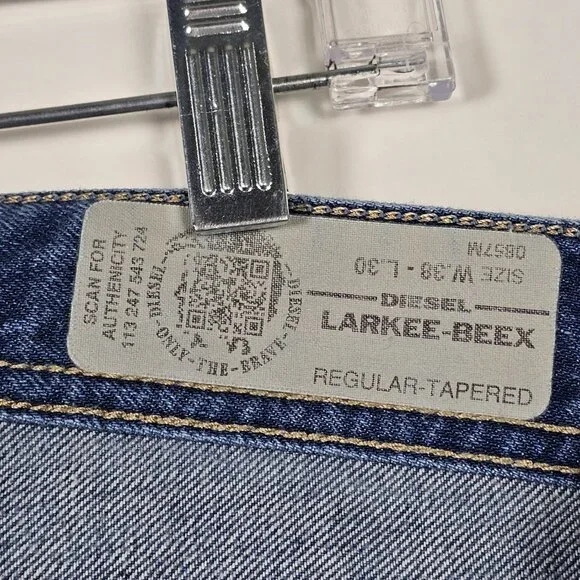 SCAN FOR
AUTHENICITY
113 247 543 724
DIESEL
DIESEL
ONLY-THE-BRAVE
SIZE W.38 - L.30
0857M
DIESEL
LARKEE-BEEX
REGULAR-TAPERED